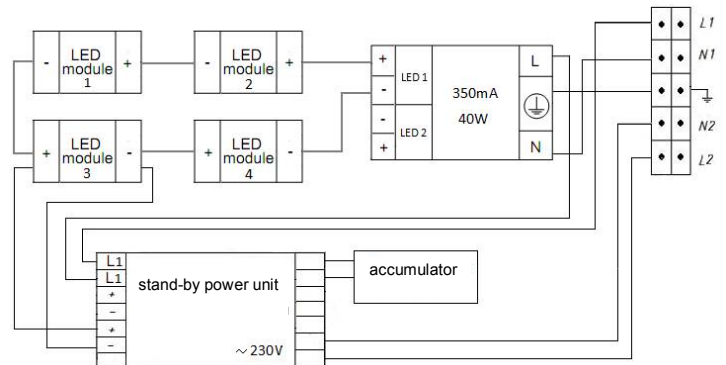 L1
N1
N2
L2
- LED module 1 +
- LED module 2 +
+ LED module 3 -
+ LED module 4 -
+
-
-
+
LED 1
LED 2
350mA
40W
L
N
L1
L1
+
-
+
-
stand-by power unit
~ 230V
accumulator